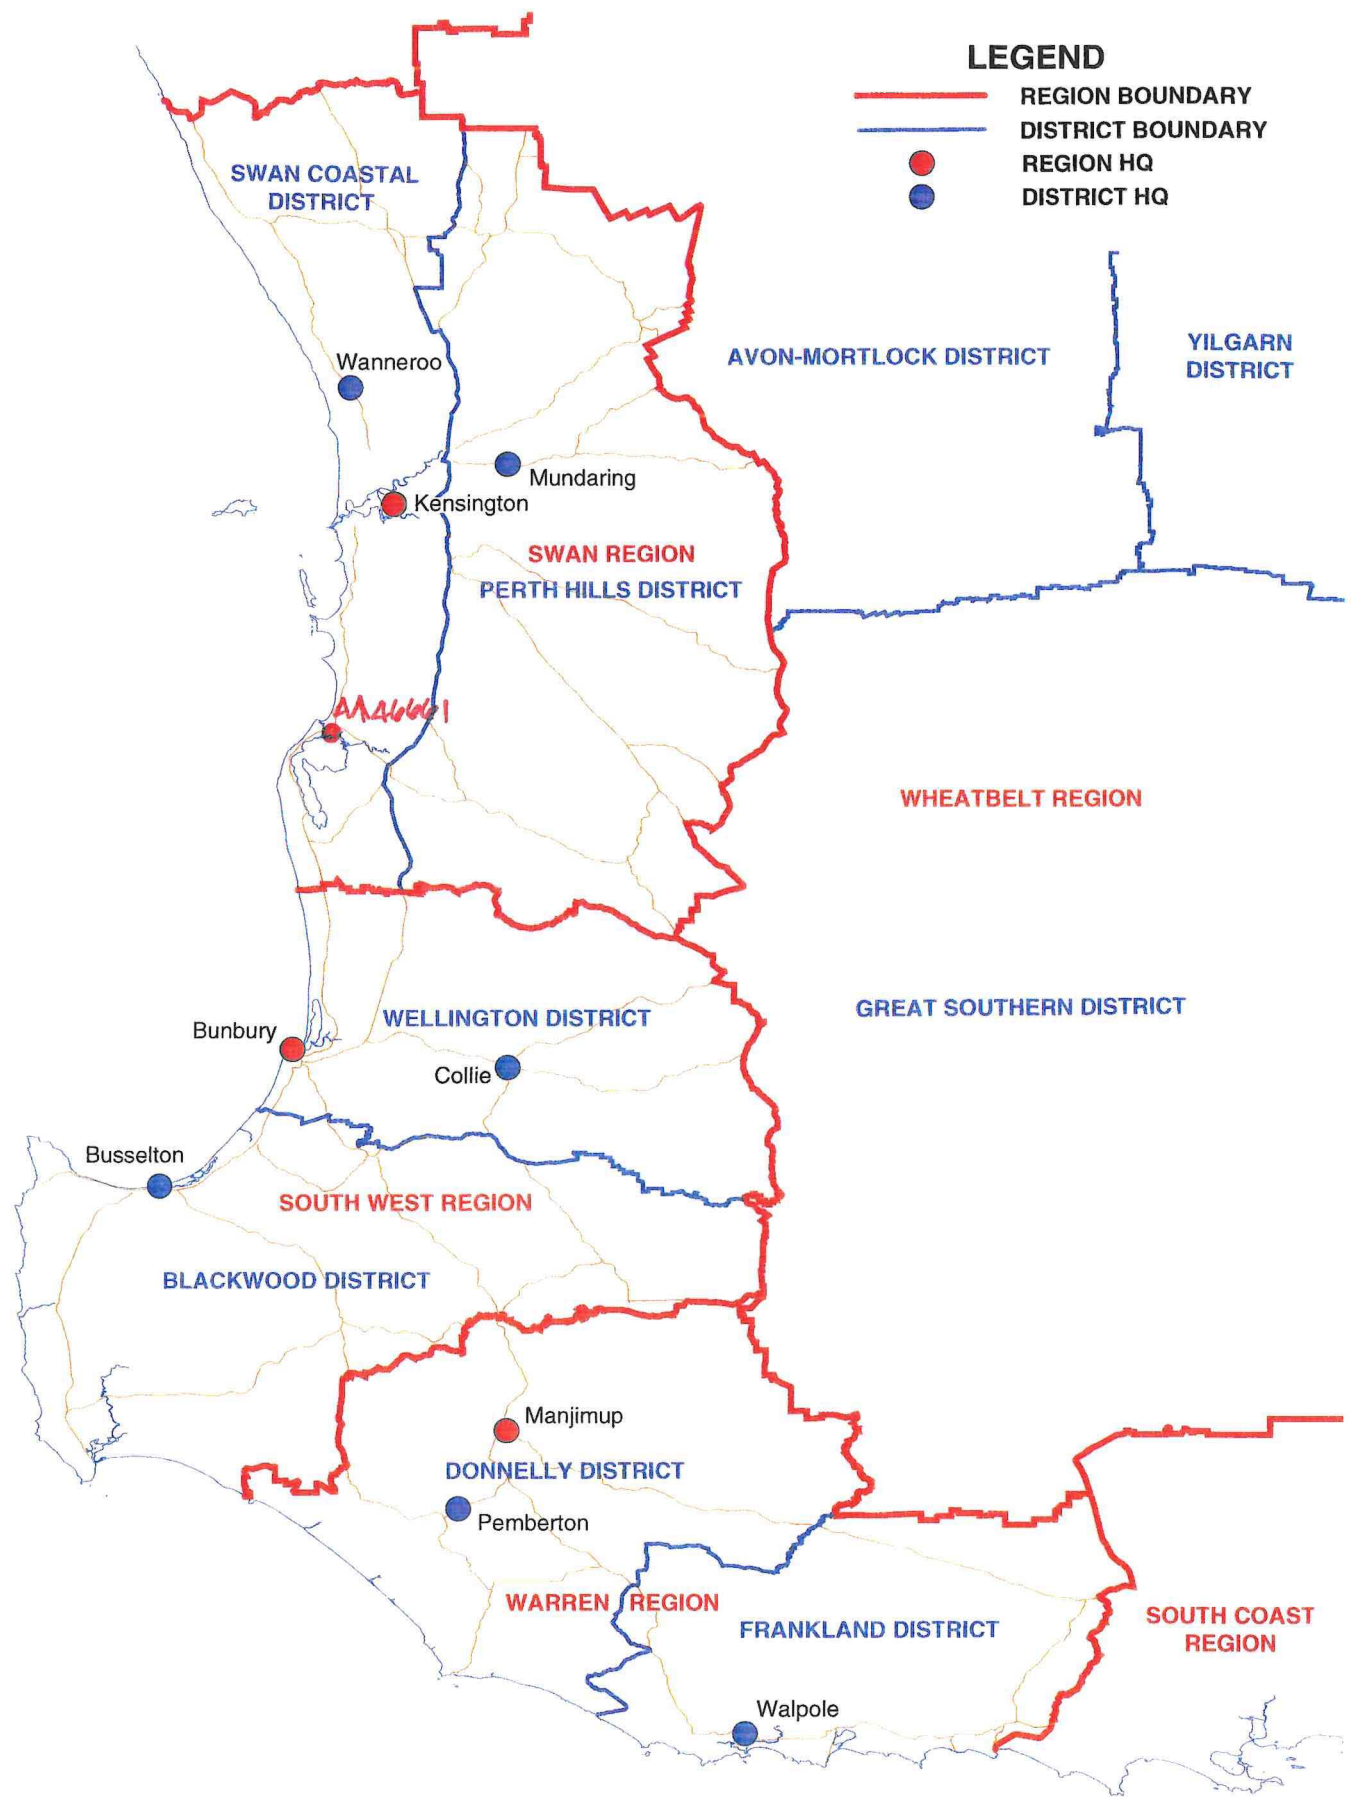 LEGEND
REGION BOUNDARY
DISTRICT BOUNDARY
REGION HQ
DISTRICT HQ
SWAN COASTAL
DISTRICT
AVON-MORTLOCK DISTRICT
YILGARN
DISTRICT
Wanneroo
Mundaring
Kensington
SWAN REGION
PERTH HILLS DISTRICT
WHEATBELT REGION
GREAT SOUTHERN DISTRICT
WELLINGTON DISTRICT
Bunbury
Collie
Busselton
SOUTH WEST REGION
BLACKWOOD DISTRICT
Manjimup
DONNELLY DISTRICT
Pemberton
WARREN REGION
FRANKLAND DISTRICT
SOUTH COAST
REGION
Walpole